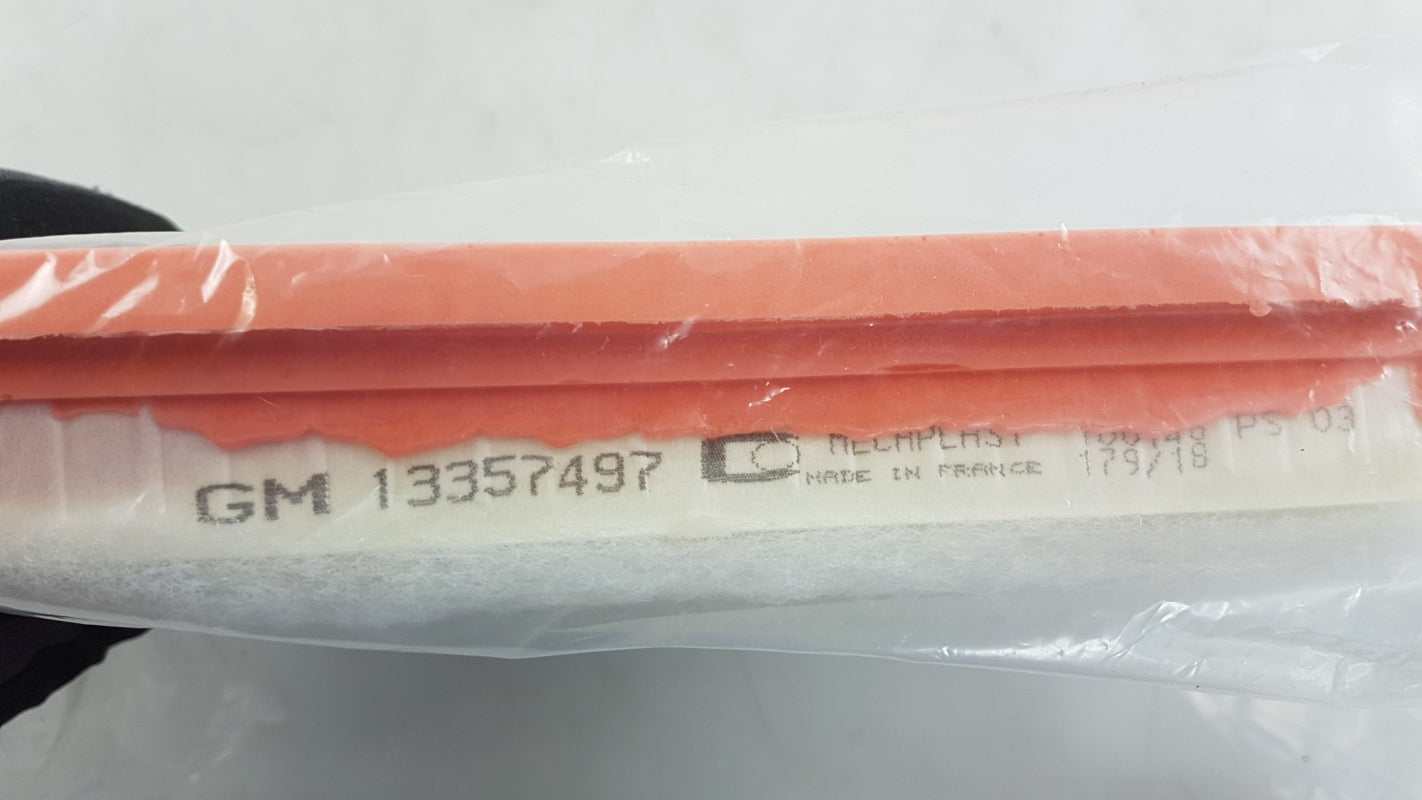 GM 13357497
MECAPLAST
MADE IN FRANCE
179/18
PS 03